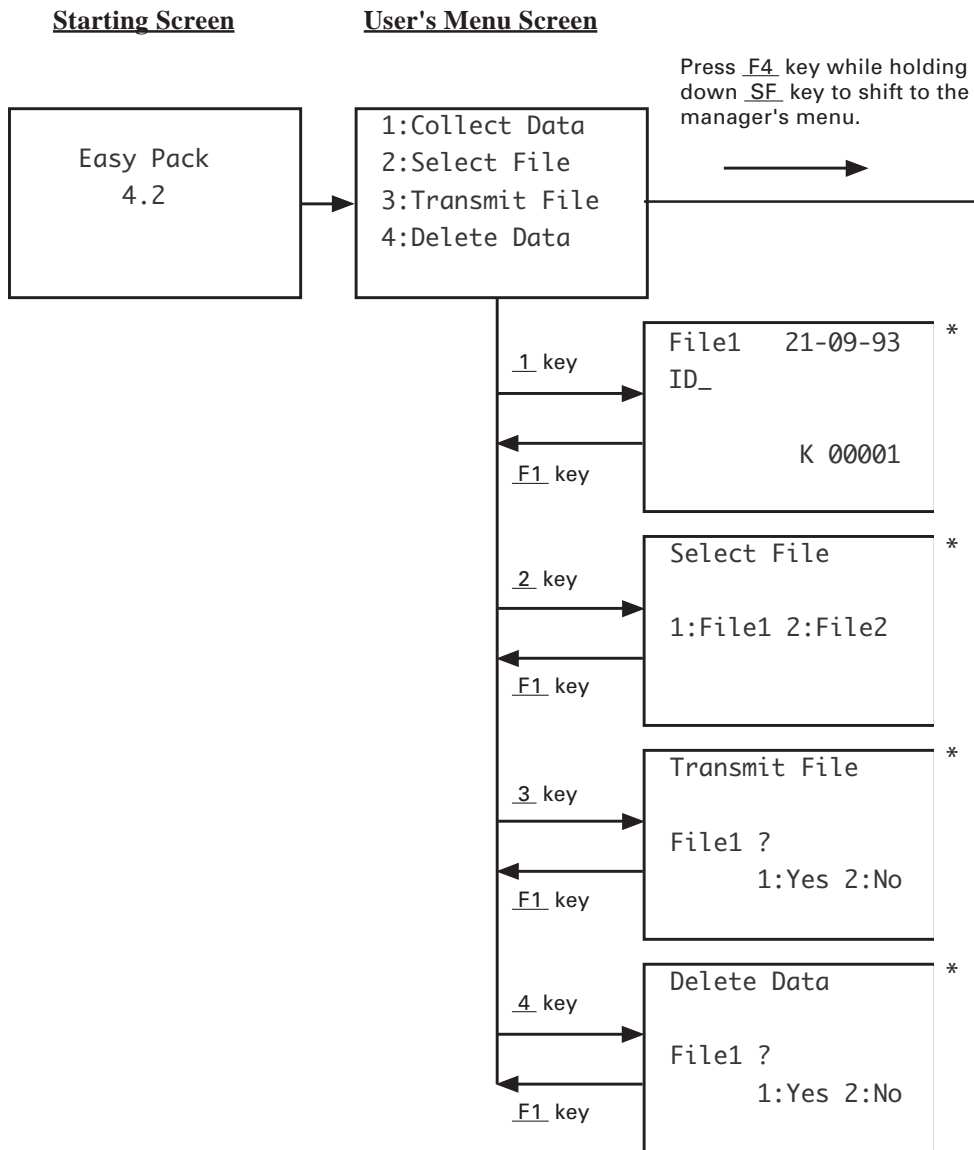 Starting Screen
User's Menu Screen
Press F4 key while holding
down SF key to shift to the
manager's menu.
Easy Pack
4.2
1:Collect Data
2:Select File
3:Transmit File
4:Delete Data
1 key
F1 key
File1 21-09-93
ID_
K 00001
*
2 key
F1 key
Select File
1:File1 2:File2
*
3 key
F1 key
Transmit File
File1 ?
1:Yes 2:No
*
4 key
F1 key
Delete Data
File1 ?
1:Yes 2:No
*